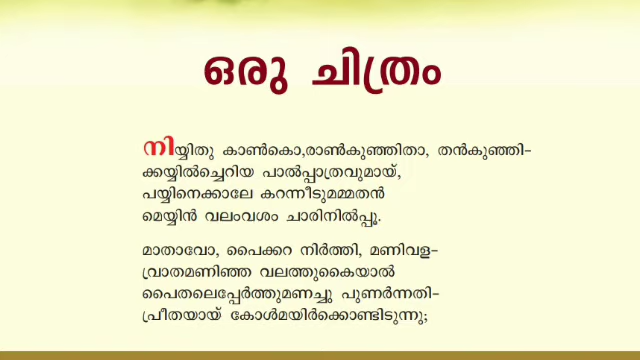 ഒരു ചിത്രം
നിയ്യിതു കാൺകൊ,രാൺകുഞ്ഞിതാ, തൻകുഞ്ഞി-
ക്കയ്യിൽച്ചെറിയ പാൽപ്പാത്രവുമായ്,
പയ്യിനെക്കാലേ കറന്നീടുമമ്മതൻ
മെയ്യിൻ വലംവശം ചാരിനിൽപ്പൂ.
മാതാവോ, പൈക്കറ നിർത്തി, മണിവള-
വ്രാതമണിഞ്ഞ വലത്തുകൈയാൽ
പൈതലെപ്പേർത്തുമണച്ചു പുണർന്നതി-
പ്രീതയായ് കോൾമയിർക്കൊണ്ടിടുന്നു;